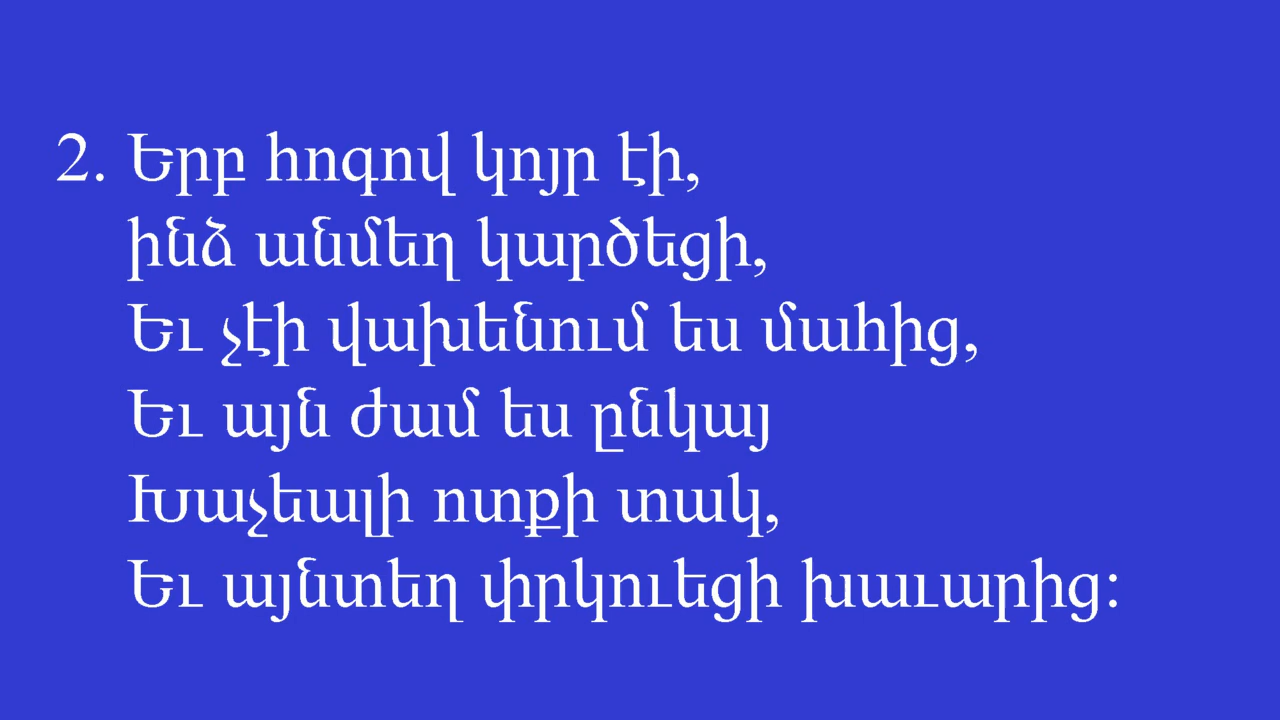 2. Երբ հոգով կոյր էի,
ինձ անմեղ կարծեցի,
Եւ չէի վախենում ես մահից,
Եւ այն ժամ ես ընկայ
Խաչեալի ոտքի տակ,
Եւ այնտեղ փրկուեցի խաւարից: